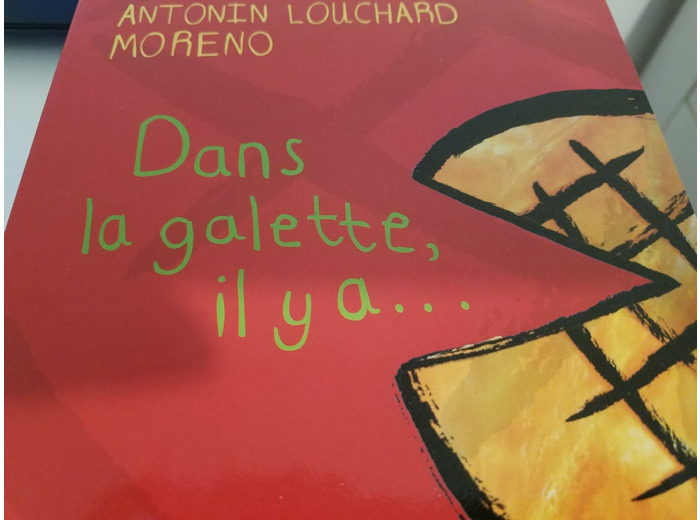 ANTONIN LOUCHARD
MORENO
Dans
la galette,
il y a...